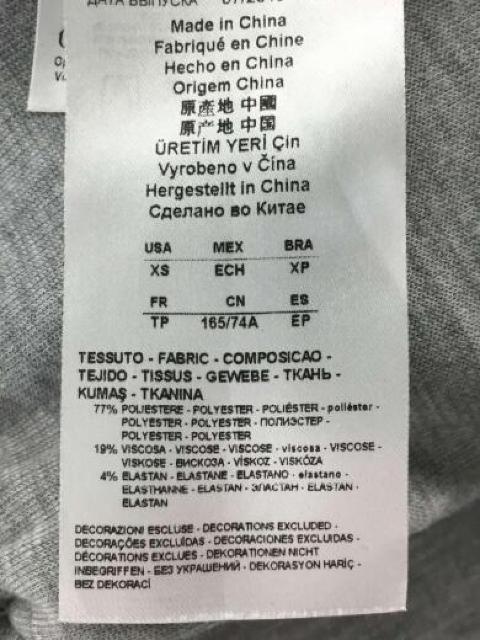 ДАТА ВЫПУСКА
Made in China
Fabriqué en Chine
Hecho en China
Origem China
原產地 中國
原产地 中国
ÜRETİM YERİ Çin
Vyrobeno v Čína
Hergestellt in China
Сделано во Китае
USA MEX BRA
XS ECH XP
FR CN ES
TP 165/74A EP
TESSUTO - FABRIC - COMPOSICAO -
TEJIDO - TISSUS - GEWEBE - ТКАНЬ -
KUMAŞ - TKANINA
77% POLIESTERE - POLYESTER - POLIÉSTER - poliéster -
POLYESTER - POLYESTER - ПОЛИЭСТЕР -
POLYESTER - POLYESTER
19% VISCOSA - VISCOSE - VISCOSE - viscosa - VISCOSE -
VISKOSE - ВИСКОЗА - VİSKOZ - VISKÓZA
4% ELASTAN - ELASTANE - ELASTANO - elastano -
ELASTHANNE - ELASTAN - ЭЛАСТАН - ELASTAN -
ELASTAN
DECORAZIONI ESCLUSE - DECORATIONS EXCLUDED -
DECORAÇÕES EXCLUÍDAS - DECORACIONES EXCLUIDAS -
DÉCORATIONS EXCLUES - DEKORATIONEN NICHT
INBEGRIFFEN - БЕЗ УКРАШЕНИЙ - DEKORASYON HARİÇ -
BEZ DEKORACÍ